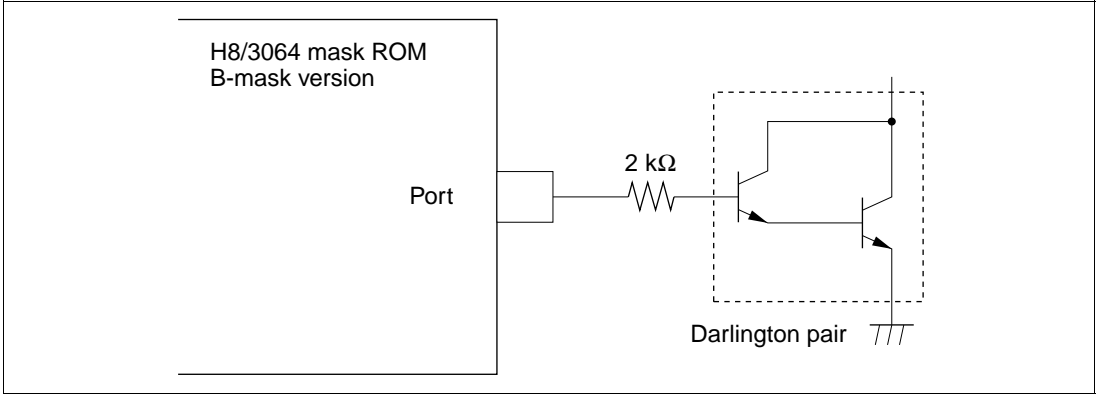 H8/3064 mask ROM
B-mask version
2 kΩ
Port
Darlington pair